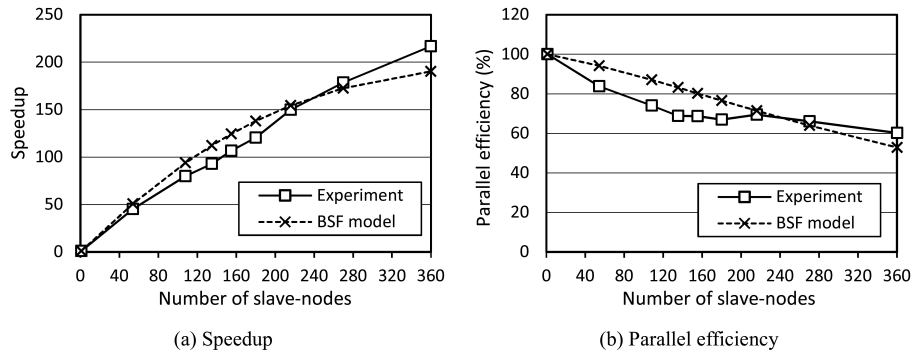 250
200
150
100
50
0
Speedup
Experiment
BSF model
0 40 80 120 160 200 240 280 320 360
Number of slave-nodes
(a) Speedup
120
100
80
60
40
20
0
Parallel efficiency (%)
Experiment
BSF model
0 40 80 120 160 200 240 280 320 360
Number of slave-nodes
(b) Parallel efficiency